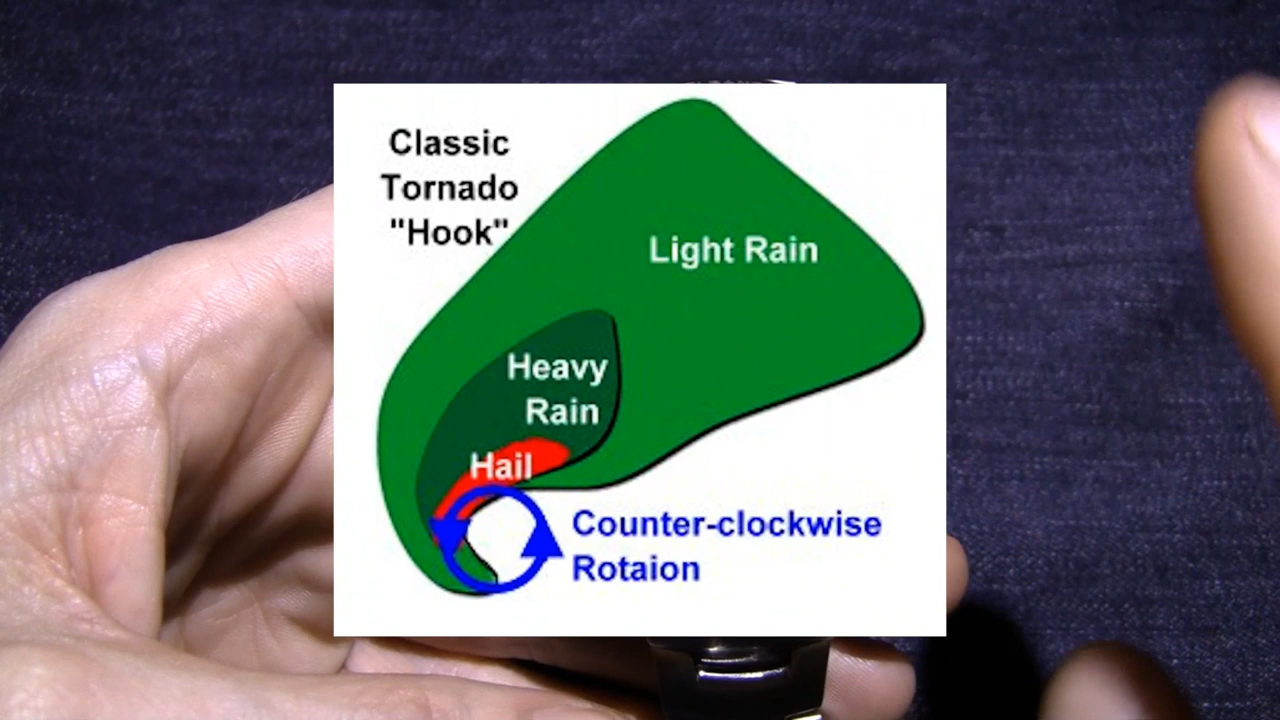 Classic
Tornado
"Hook"
Light Rain
Heavy
Rain
Hail
Counter-clockwise
Rotaion